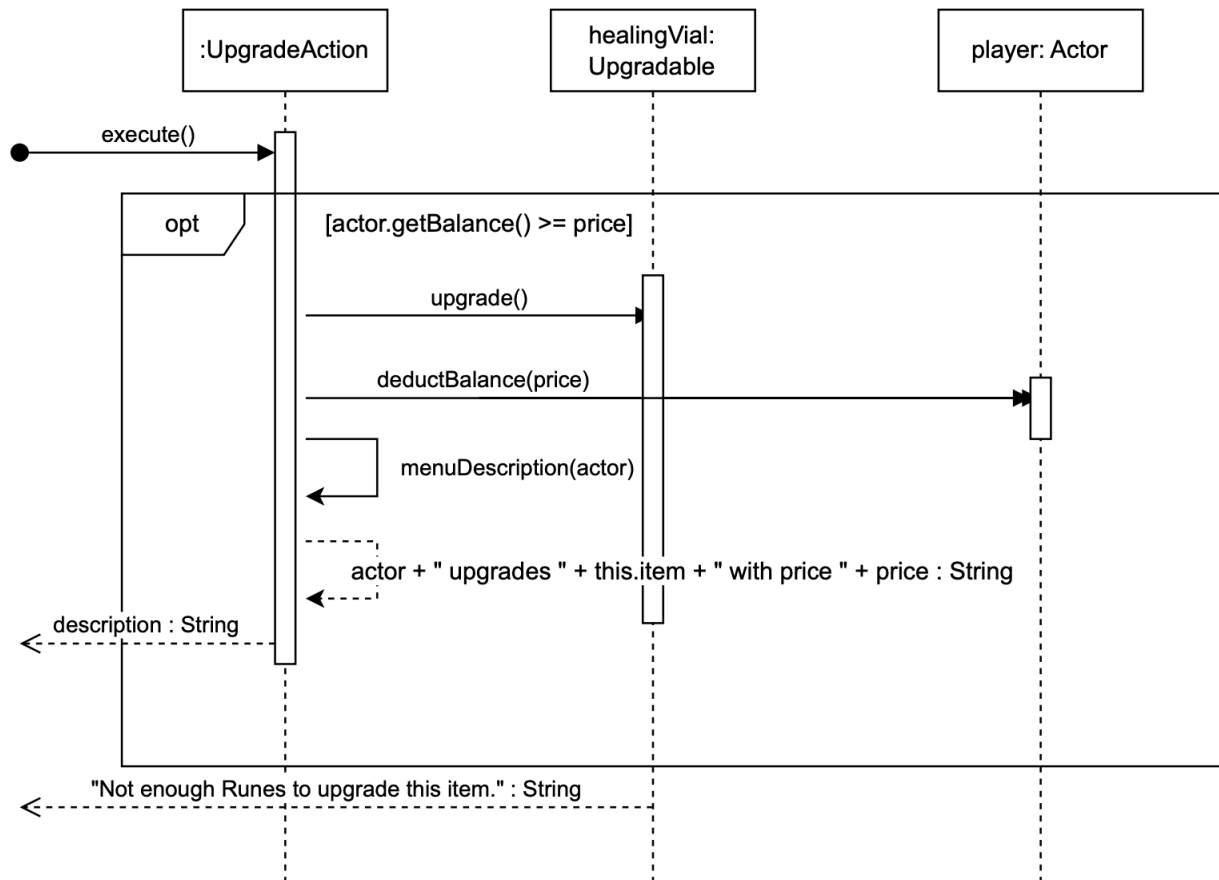 :UpgradeAction
healingVial:
Upgradable
player: Actor
execute()
opt
[actor.getBalance() >= price]
upgrade()
deductBalance(price)
menuDescription(actor)
actor + " upgrades " + this.item + " with price " + price : String
description : String
"Not enough Runes to upgrade this item." : String